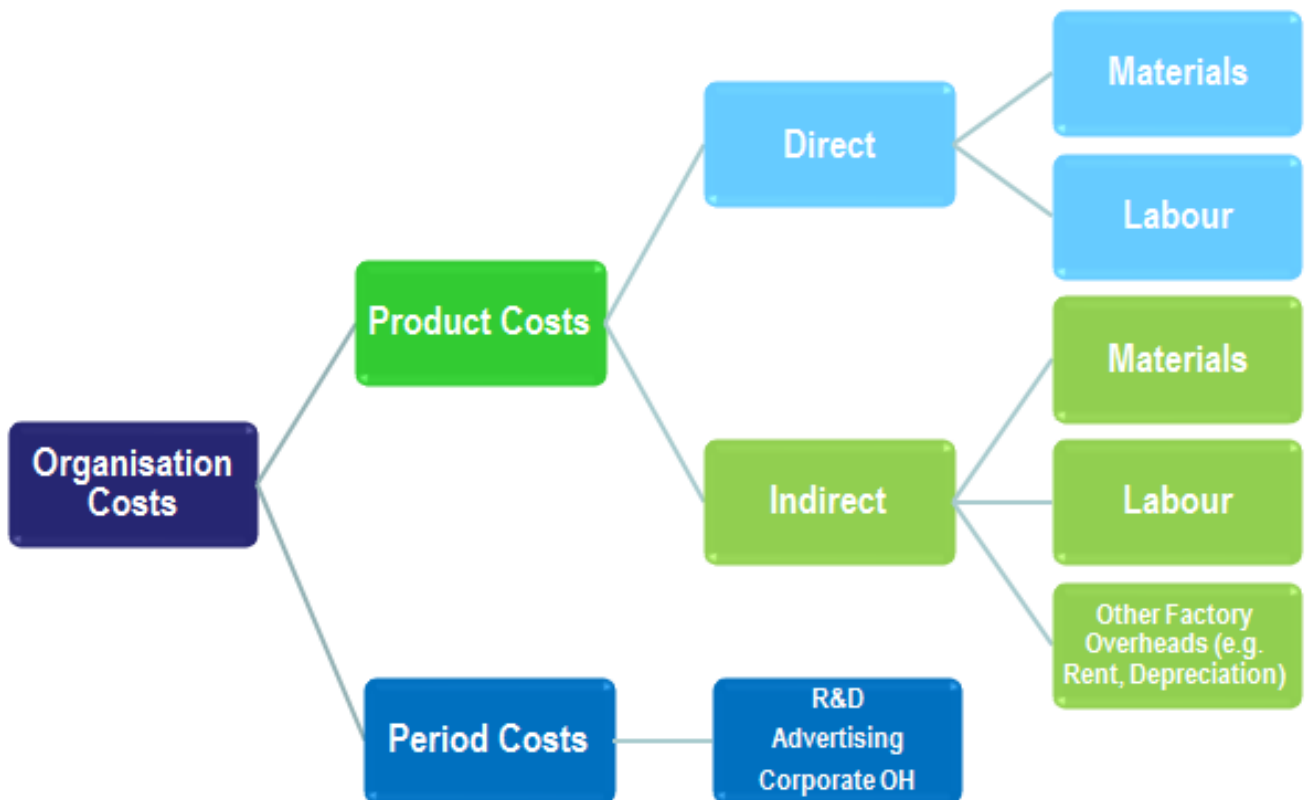 Organisation
Costs
Product Costs
Direct
Materials
Labour
Indirect
Materials
Labour
Other Factory
Overheads (e.g.
Rent, Depreciation)
Period Costs
R&D
Advertising
Corporate OH